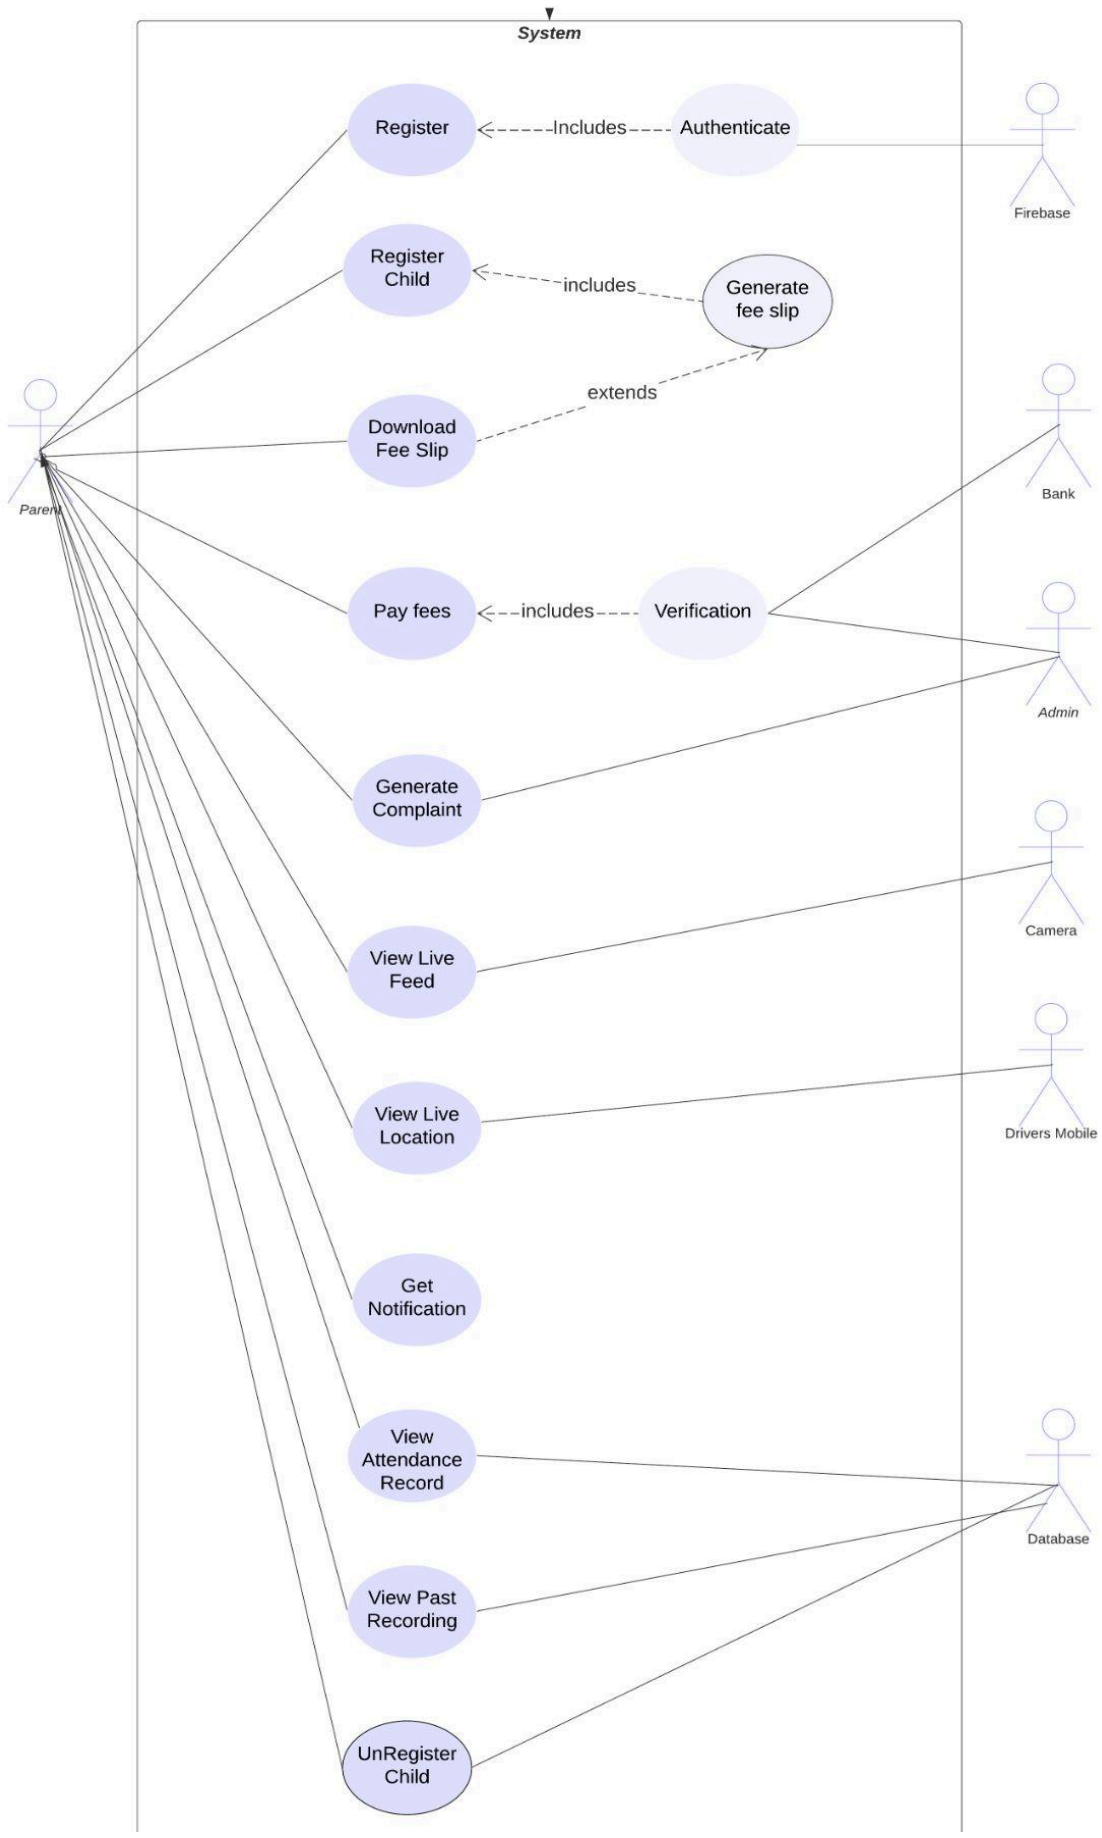 System
Register
Includes
Authenticate
Firebase
Register
Child
includes
Generate
fee slip
extends
Download
Fee Slip
Bank
Parent
Pay fees
includes
Verification
Admin
Generate
Complaint
Camera
View Live
Feed
View Live
Location
Drivers Mobile
Get
Notification
View
Attendance
Record
Database
View Past
Recording
UnRegister
Child